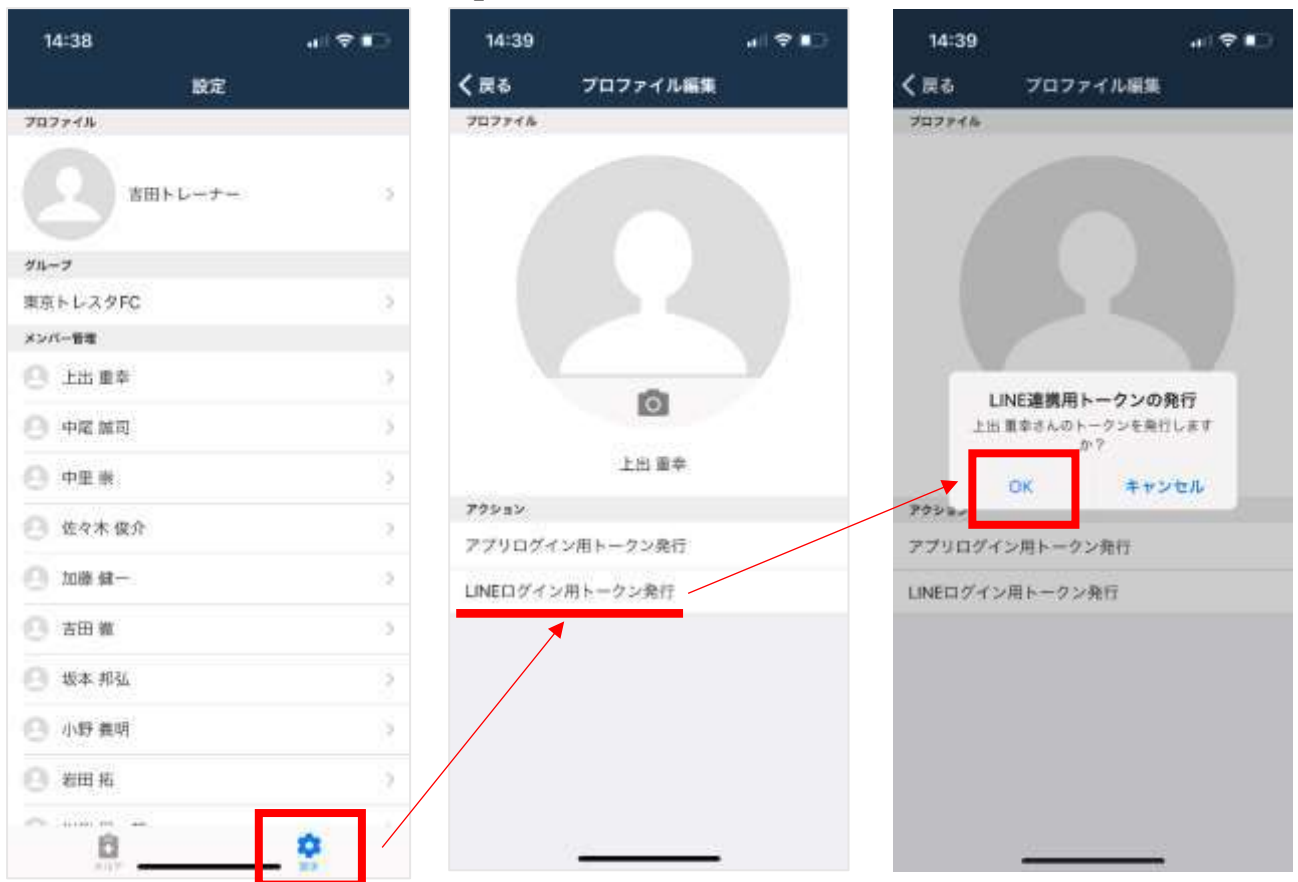 14:38
設定
プロファイル
吉田トレーナー
グループ
東京トレスタFC
メンバー管理
上出 重幸
中尾 誠司
中里 崇
佐々木 俊介
加藤 健一
吉田 徹
坂本 邦弘
小野 義明
岩田 拓
設定
14:39
戻る
プロファイル編集
プロファイル
上出 重幸
アクション
アプリログイン用トークン発行
LINEログイン用トークン発行
14:39
戻る
プロファイル編集
プロファイル
LINE連携用トークンの発行
上出 重幸さんのトークンを発行します
か？
OK
キャンセル
アクション
アプリログイン用トークン発行
LINEログイン用トークン発行